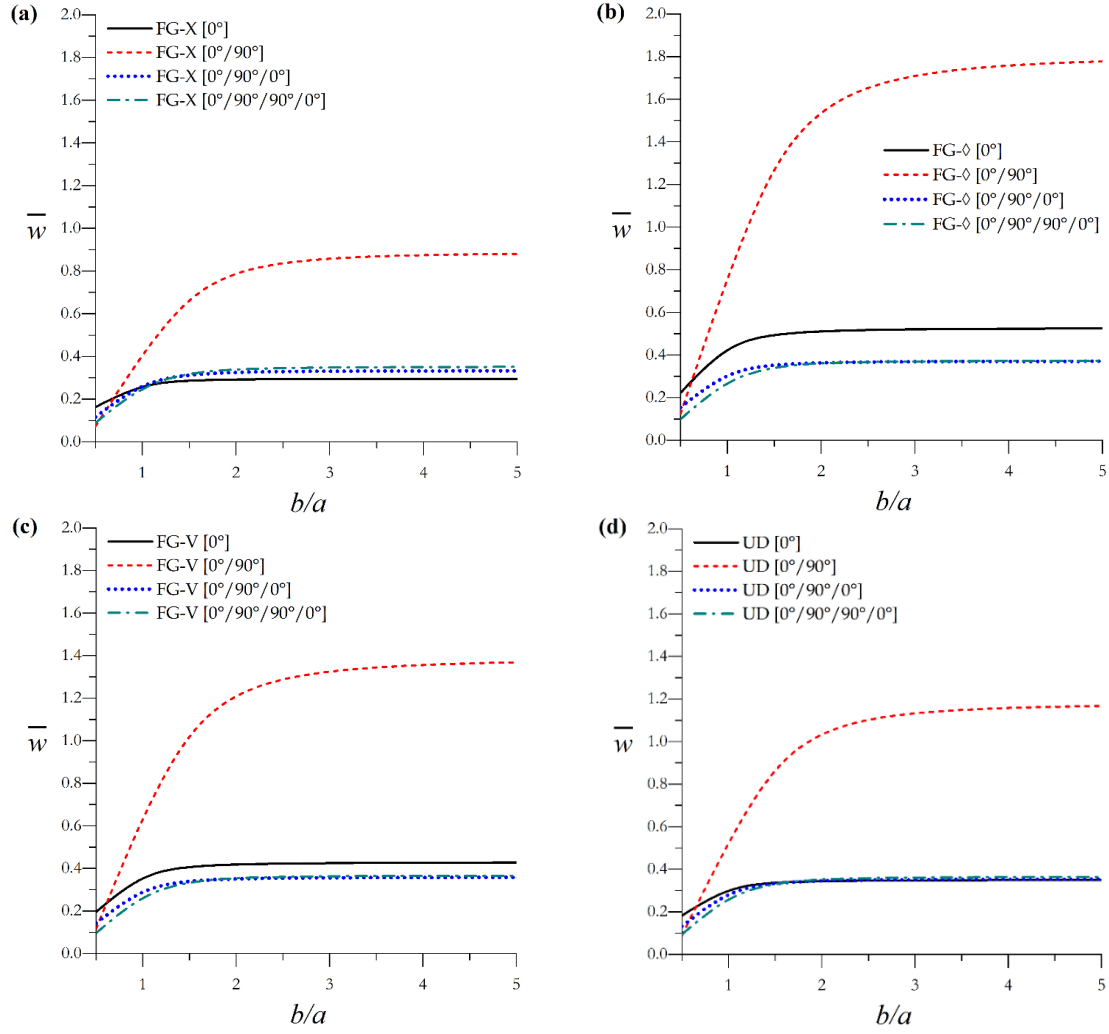 (a)
FG-X [0°]
FG-X [0°/90°]
FG-X [0°/90°/0°]
FG-X [0°/90°/90°/0°]
2.0
1.8
1.6
1.4
1.2
1.0
0.8
0.6
0.4
0.2
0.0
w̅
1 2 3 4 5
b/a
(b)
FG-◊ [0°]
FG-◊ [0°/90°]
FG-◊ [0°/90°/0°]
FG-◊ [0°/90°/90°/0°]
2.0
1.8
1.6
1.4
1.2
1.0
0.8
0.6
0.4
0.2
0.0
w̅
1 2 3 4 5
b/a
(c)
FG-V [0°]
FG-V [0°/90°]
FG-V [0°/90°/0°]
FG-V [0°/90°/90°/0°]
2.0
1.8
1.6
1.4
1.2
1.0
0.8
0.6
0.4
0.2
0.0
w̅
1 2 3 4 5
b/a
(d)
UD [0°]
UD [0°/90°]
UD [0°/90°/0°]
UD [0°/90°/90°/0°]
2.0
1.8
1.6
1.4
1.2
1.0
0.8
0.6
0.4
0.2
0.0
w̅
1 2 3 4 5
b/a